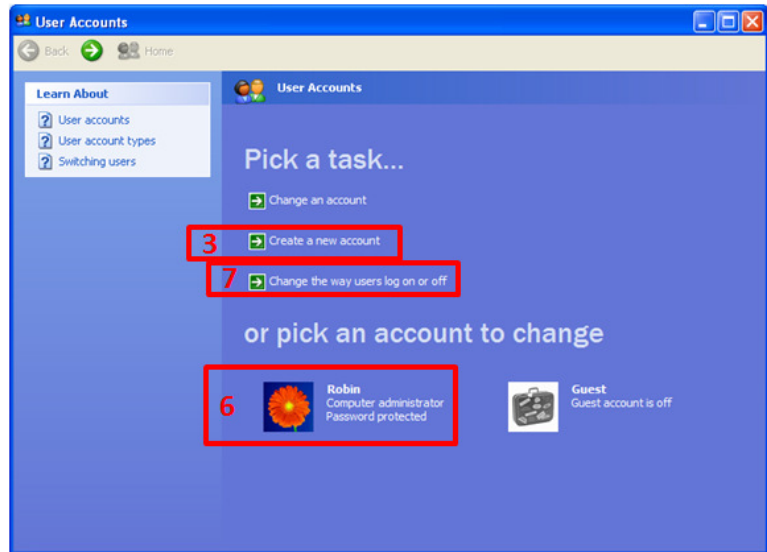 User Accounts
Back Home
Learn About
User accounts
User account types
Switching users
User Accounts
Pick a task...
Change an account
3 Create a new account
7 Change the way users log on or off
or pick an account to change
6
Robin
Computer administrator
Password protected
Guest
Guest account is off